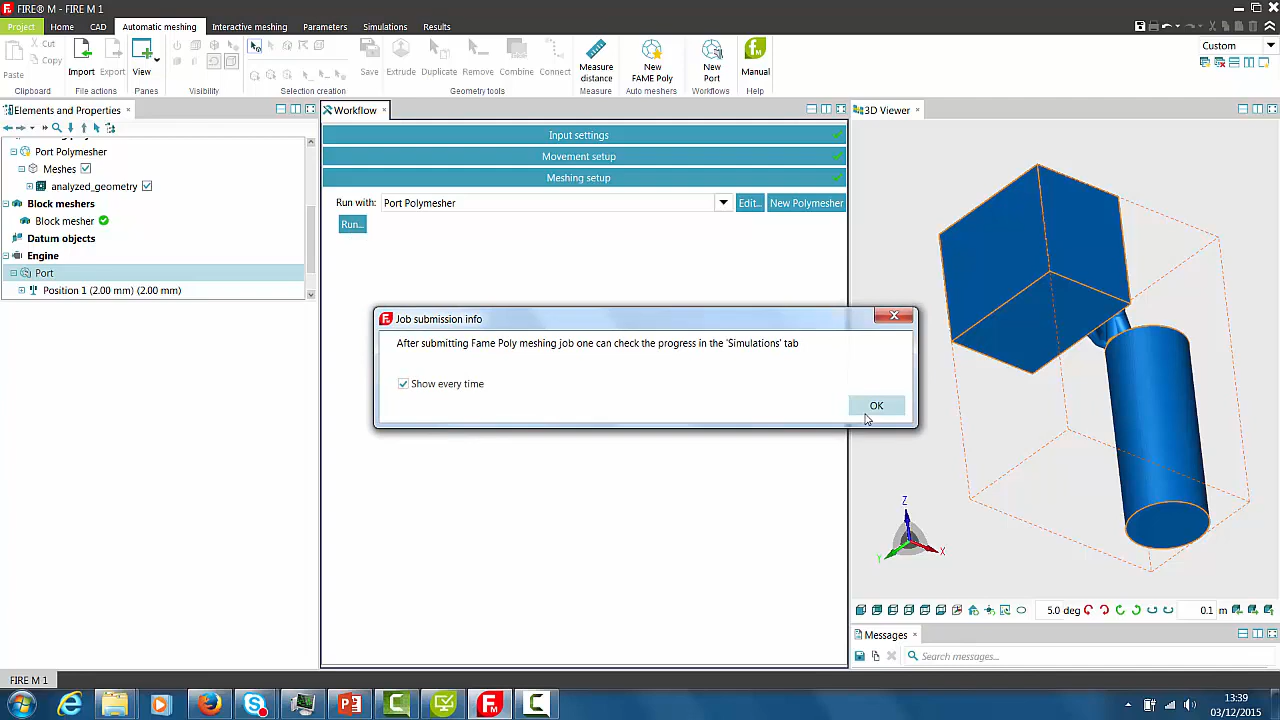 FIRE® M - FIRE M 1
Project Home CAD Automatic meshing Interactive meshing Parameters Simulations Results
Paste Cut Copy Import Export View Save Extrude Duplicate Remove Combine Connect Measure distance New FAME Poly New Port Manual Custom
Clipboard File actions Panes Visibility Selection creation Geometry tools Measure Auto meshers Workflows Help
Elements and Properties
Workflow
3D Viewer
Port Polymesher
Meshes
analyzed_geometry
Block meshers
Block mesher
Datum objects
Engine
Port
Position 1 (2.00 mm) (2.00 mm)
Input settings
Movement setup
Meshing setup
Run with: Port Polymesher Edit... New Polymesher
Run...
Job submission info
After submitting Fame Poly meshing job one can check the progress in the 'Simulations' tab
Show every time
OK
Z
Y
X
5.0 deg 0.1 m
Messages
Search messages...
FIRE M 1
13:39
03/12/2015